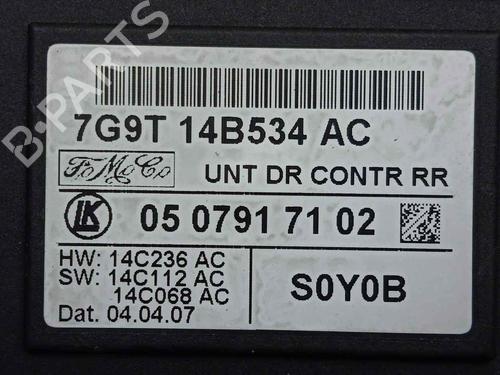 B-PARTS
7G9T 14B534 AC
FoMoCo UNT DR CONTR RR
LK 05 0791 71 02
HW: 14C236 AC
SW: 14C112 AC
14C068 AC
Dat. 04.04.07
S0Y0B